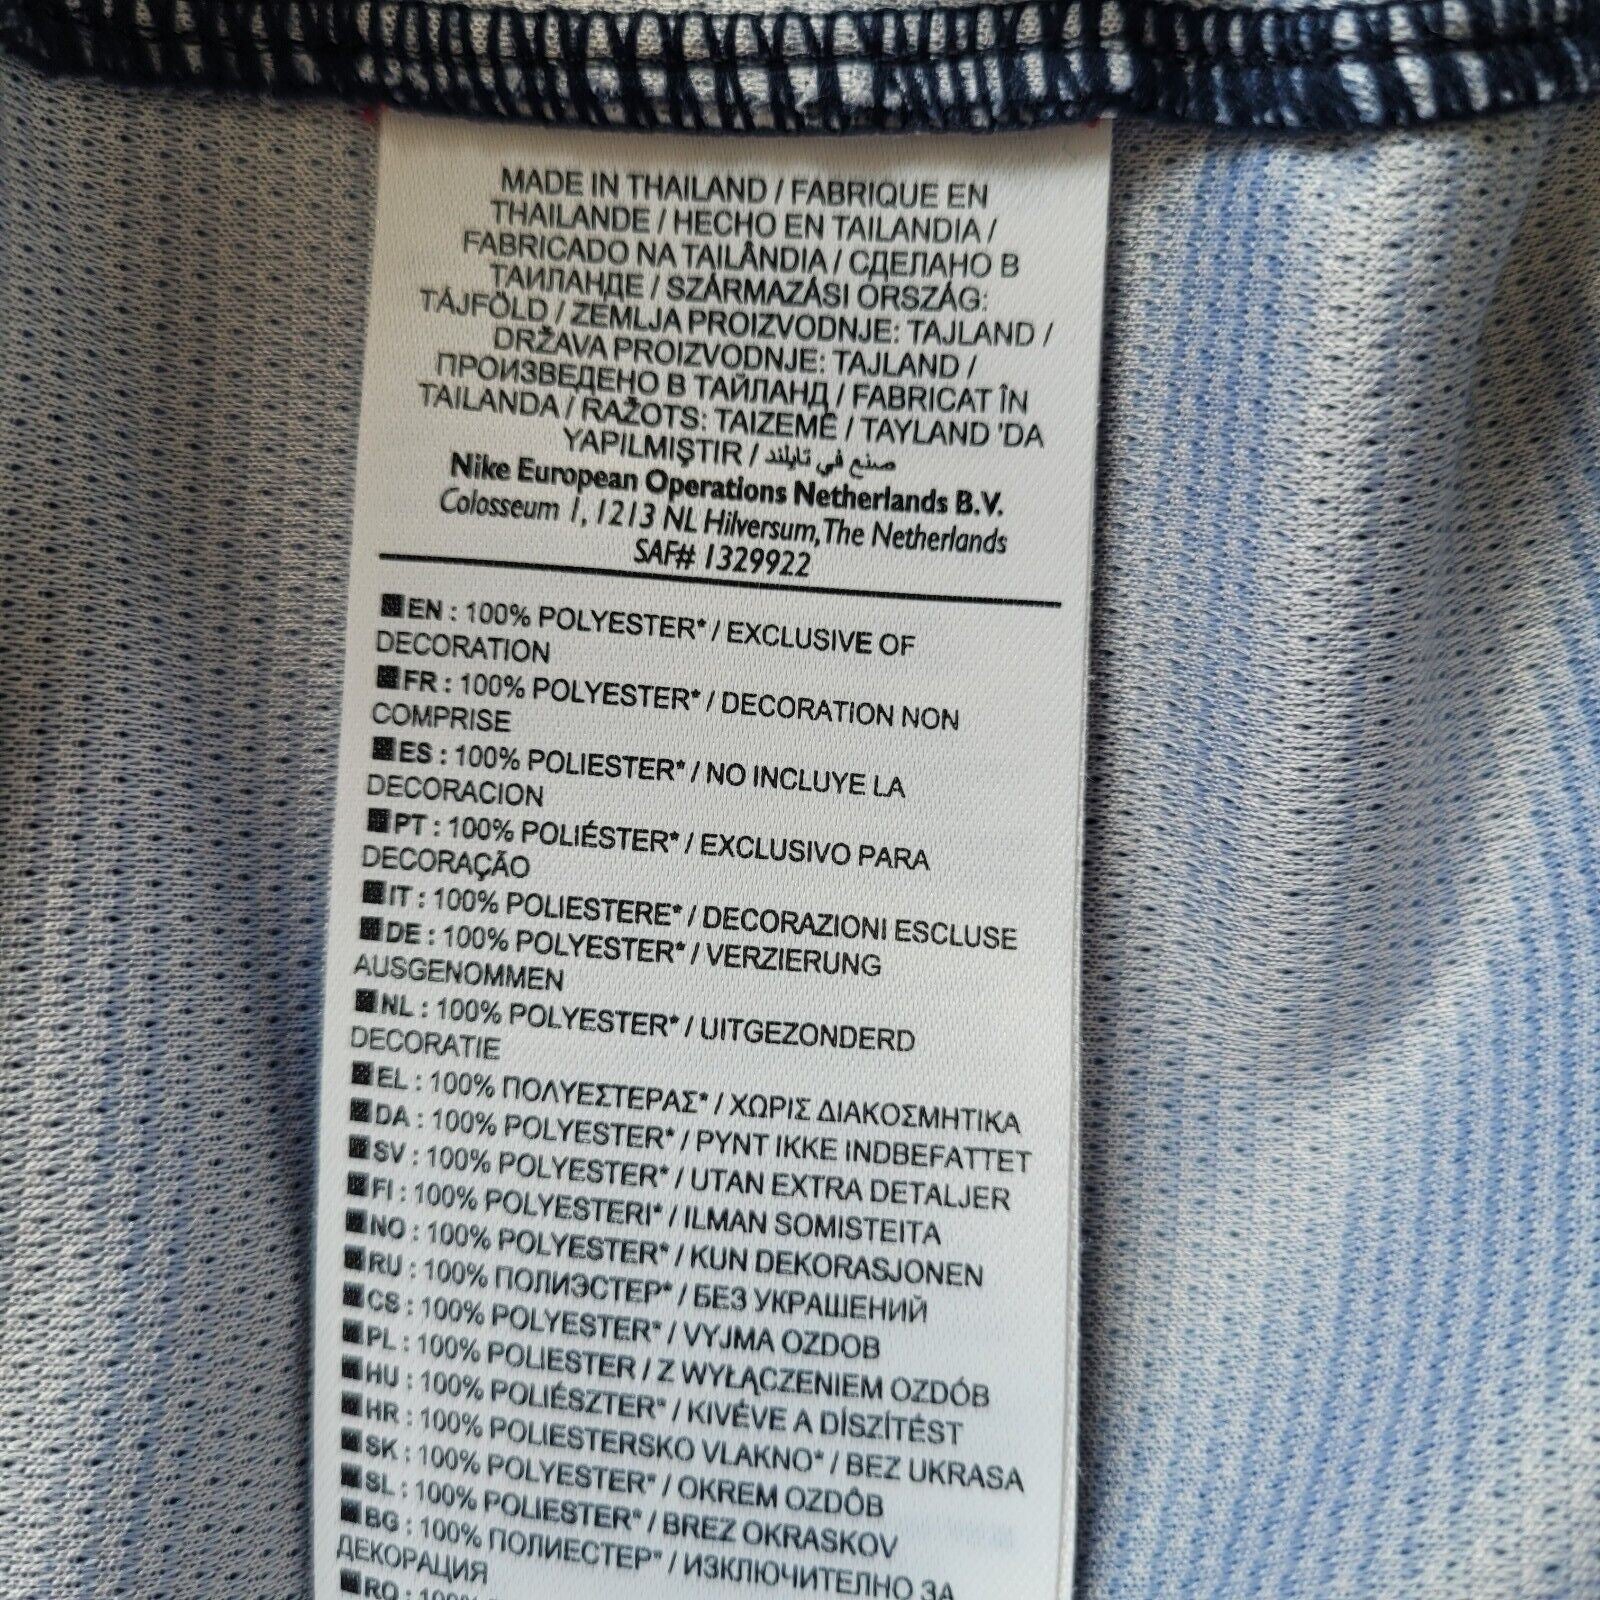 MADE IN THAILAND / FABRIQUE EN
THAILANDE / HECHO EN TAILANDIA /
FABRICADO NA TAILÂNDIA / СДЕЛАНО В
ТАИЛАНДЕ / SZÁRMAZÁSI ORSZÁG:
TÁJFÖLD / ZEMLJA PROIZVODNJE: TAJLAND /
DRŽAVA PROIZVODNJE: TAJLAND /
ПРОИЗВЕДЕНО В ТАЙЛАНД / FABRICAT ÎN
TAILANDA / RAŽOTS: TAIZEMĒ / TAYLAND 'DA
YAPILMIŞTIR / صنع في تايلند
Nike European Operations Netherlands B.V.
Colosseum 1, 1213 NL Hilversum, The Netherlands
SAF# 1329922
EN : 100% POLYESTER* / EXCLUSIVE OF
DECORATION
FR : 100% POLYESTER* / DECORATION NON
COMPRISE
ES : 100% POLIESTER* / NO INCLUYE LA
DECORACION
PT : 100% POLIÉSTER* / EXCLUSIVO PARA
DECORAÇÃO
IT : 100% POLIESTERE* / DECORAZIONI ESCLUSE
DE : 100% POLYESTER* / VERZIERUNG
AUSGENOMMEN
NL : 100% POLYESTER* / UITGEZONDERD
DECORATIE
EL : 100% ΠΟΛΥΕΣΤΕΡΑΣ* / ΧΩΡΙΣ ΔΙΑΚΟΣΜΗΤΙΚΑ
DA : 100% POLYESTER* / PYNT IKKE INDBEFATTET
SV : 100% POLYESTER* / UTAN EXTRA DETALJER
FI : 100% POLYESTERI* / ILMAN SOMISTEITA
NO : 100% POLYESTER* / KUN DEKORASJONEN
RU : 100% ПОЛИЭСТЕР* / БЕЗ УКРАШЕНИЙ
CS : 100% POLYESTER* / VYJMA OZDOB
PL : 100% POLIESTER / Z WYŁĄCZENIEM OZDÓB
HU : 100% POLIÉSZTER* / KIVÉVE A DÍSZÍTÉST
HR : 100% POLIESTERSKO VLAKNO* / BEZ UKRASA
SK : 100% POLYESTER* / OKREM OZDÔB
SL : 100% POLIESTER* / BREZ OKRASKOV
BG : 100% ПОЛИЕСТЕР* / ИЗКЛЮЧИТЕЛНО ЗА
ДЕКОРАЦИЯ
RO : 100%